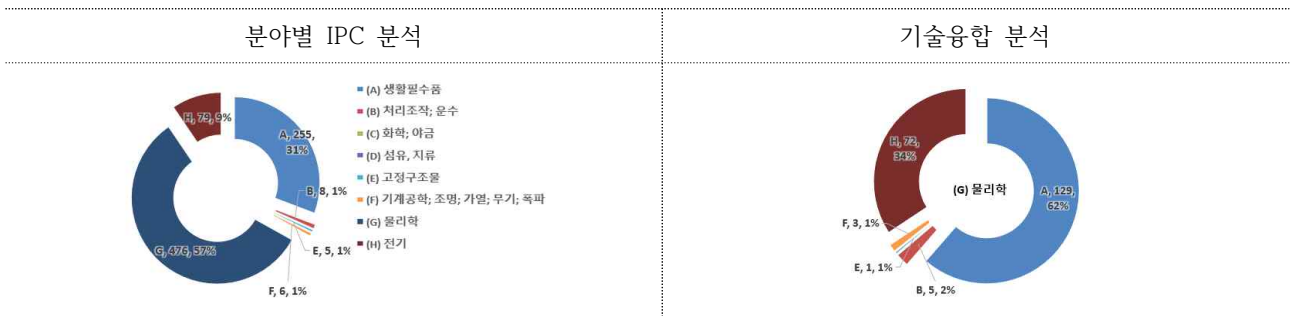 분야별 IPC 분석
기술융합 분석
H, 79, 9%
A, 255,
31%
B, 8, 1%
E, 5, 1%
F, 6, 1%
G, 476, 57%
(A) 생활필수품
(B) 처리조작; 운수
(C) 화학; 야금
(D) 섬유, 지류
(E) 고정구조물
(F) 기계공학; 조명; 가열; 무기; 폭파
(G) 물리학
(H) 전기
H, 72,
34%
(G) 물리학
A, 129,
62%
F, 3, 1%
E, 1, 1%
B, 5, 2%